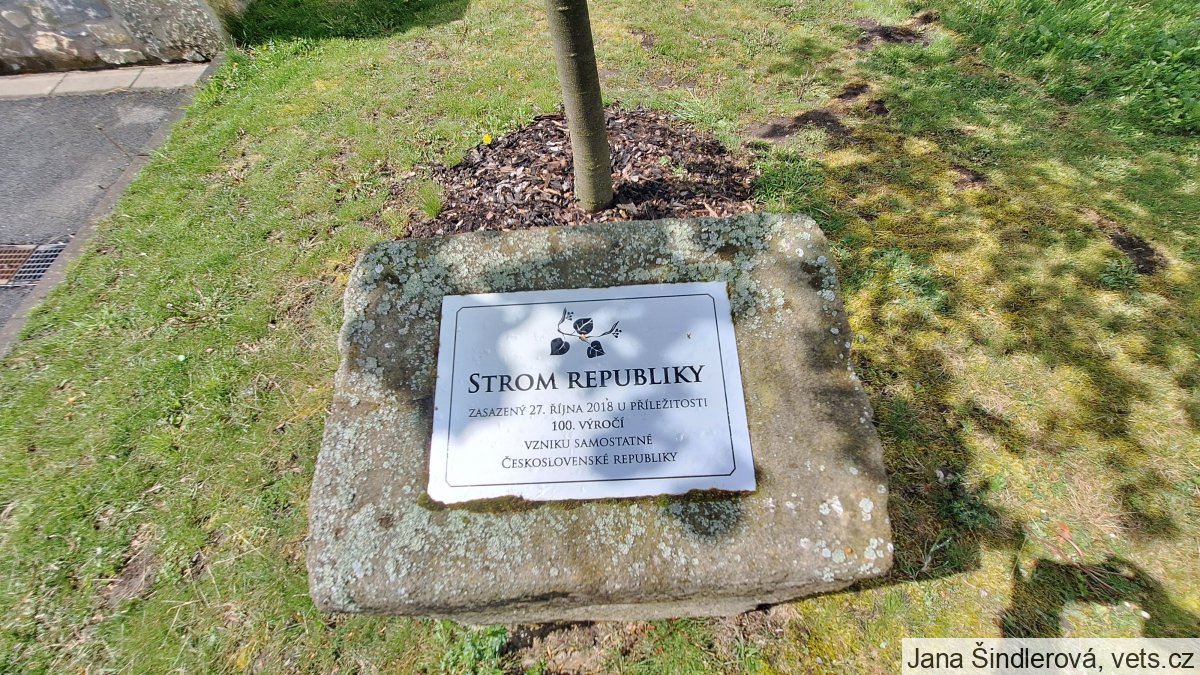 STROM REPUBLIKY
ZASAZENÝ 27. ŘÍJNA 2018 U PŘÍLEŽITOSTI
100. VÝROČÍ
VZNIKU SAMOSTATNÉ
ČESKOSLOVENSKÉ REPUBLIKY
Jana Šindlerová, vets.cz